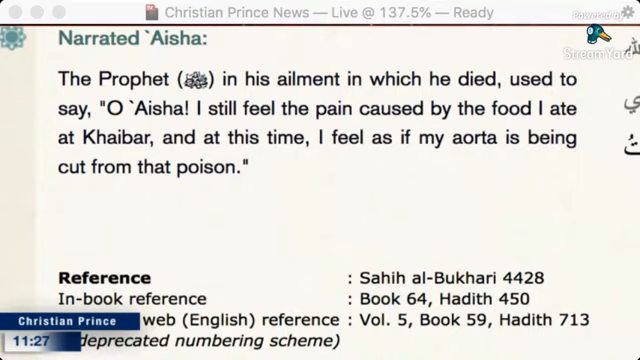 Christian Prince News — Live @ 137.5% — Ready
Powered by
StreamYard
Narrated `Aisha:
The Prophet (ﷺ) in his ailment in which he died, used to
say, "O `Aisha! I still feel the pain caused by the food I ate
at Khaibar, and at this time, I feel as if my aorta is being
cut from that poison."
Reference : Sahih al-Bukhari 4428
In-book reference : Book 64, Hadith 450
web (English) reference : Vol. 5, Book 59, Hadith 713
deprecated numbering scheme)
Christian Prince
11:27